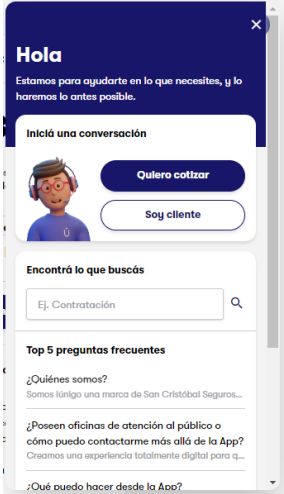 Hola
Estamos para ayudarte en lo que necesites, y lo
haremos lo antes posible.
Iniciá una conversación
Quiero cotizar
Soy cliente
Encontrá lo que buscás
Ej. Contratación
Top 5 preguntas frecuentes
¿Quiénes somos?
Somos Iúnigo una marca de San Cristóbal Seguros...
¿Poseen oficinas de atención al público o
cómo puedo contactarme más allá de la App?
Creamos una experiencia totalmente digital para q...
¿Qué puedo hacer desde la App?